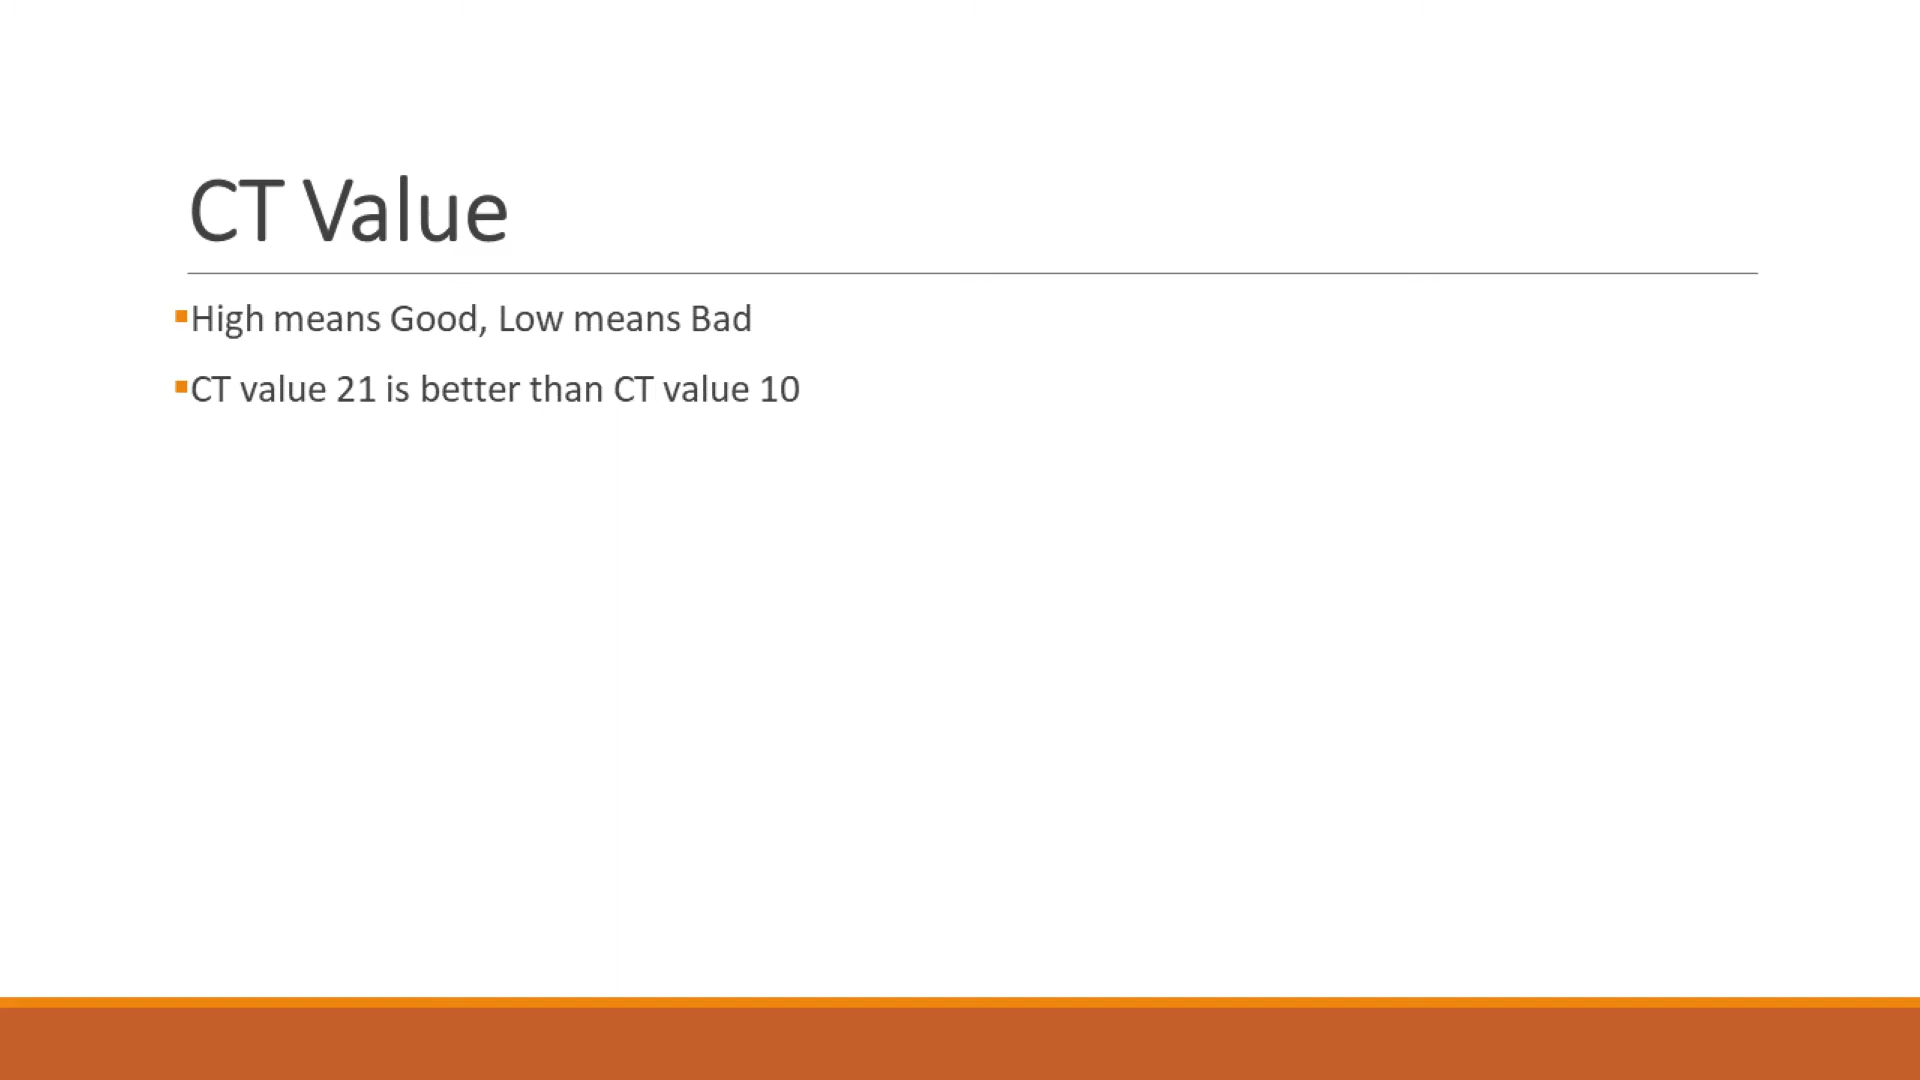 CT Value
▪High means Good, Low means Bad
▪CT value 21 is better than CT value 10